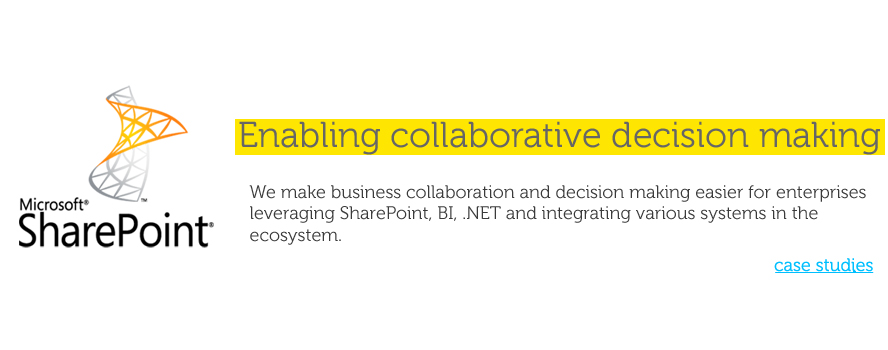 Enabling collaborative decision making
Microsoft®
SharePoint®
™
We make business collaboration and decision making easier for enterprises
leveraging SharePoint, BI, .NET and integrating various systems in the
ecosystem.
case studies